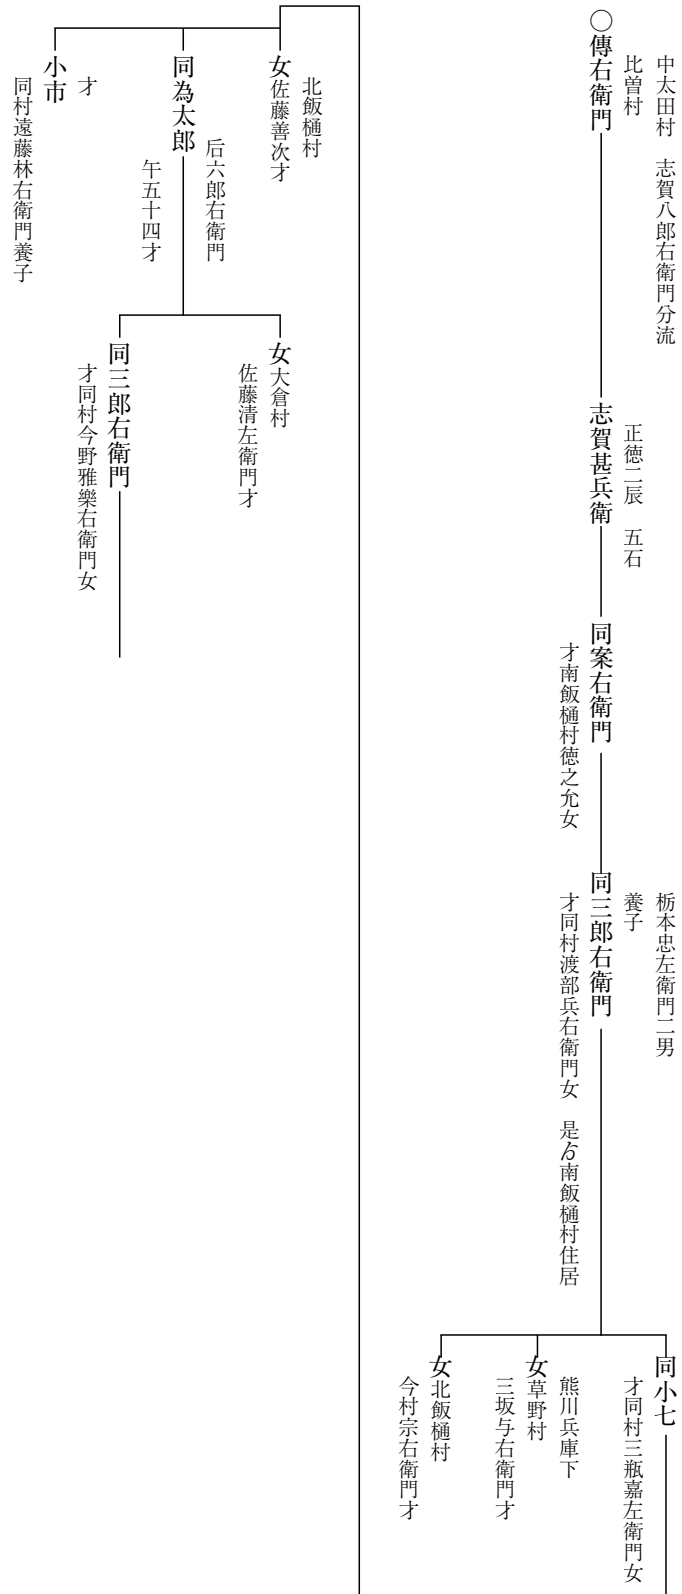 中太田村　志賀八郎右衛門分流
比曽村
○傳右衛門
正徳二辰　五石
志賀甚兵衛
同案右衛門
才南飯樋村徳之允女
栃本忠左衛門二男
養子
同三郎右衛門
才同村渡部兵右衛門女　是ゟ南飯樋村住居
同小七
才同村三瓶嘉左衛門女
熊川兵庫下
女草野村
三坂与右衛門才
女北飯樋村
今村宗右衛門才
北飯樋村
女佐藤善次才
后六郎右衛門
同為太郎
午五十四才
才
小市
同村遠藤林右衛門養子
女大倉村
佐藤清左衛門才
同三郎右衛門
才同村今野雅樂右衛門女